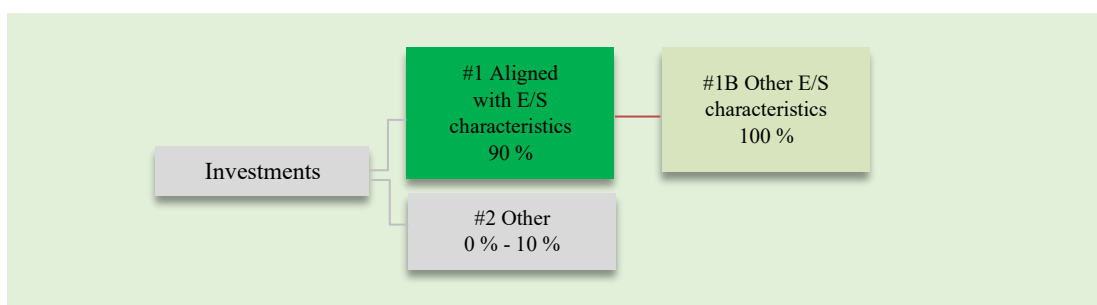 Investments
#1 Aligned
with E/S
characteristics
90 %
#1B Other E/S
characteristics
100 %
#2 Other
0 % - 10 %